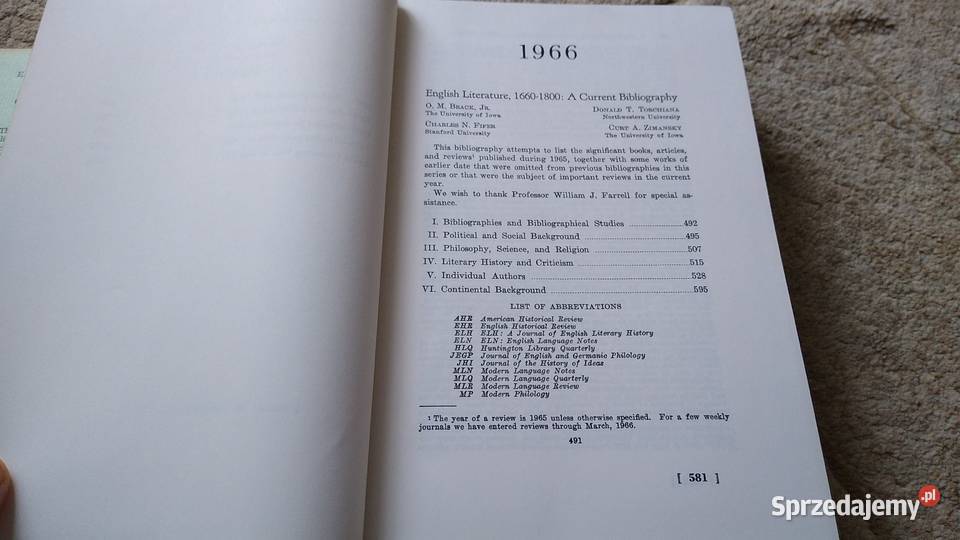 1966
English Literature, 1660-1800: A Current Bibliography
O. M. Brack, Jr.
The University of Iowa
Donald T. Torchiana
Northwestern University
Charles N. Fifer
Stanford University
Curt A. Zimansky
The University of Iowa
This bibliography attempts to list the significant books, articles,
and reviews¹ published during 1965, together with some works of
earlier date that were omitted from previous bibliographies in this
series or that were the subject of important reviews in the current
year.
We wish to thank Professor William J. Farrell for special as-
sistance.
I. Bibliographies and Bibliographical Studies 492
II. Political and Social Background 495
III. Philosophy, Science, and Religion 507
IV. Literary History and Criticism 515
V. Individual Authors 528
VI. Continental Background 595
LIST OF ABBREVIATIONS
AHR American Historical Review
EHR English Historical Review
ELH ELH: A Journal of English Literary History
ELN ELN: English Language Notes
HLQ Huntington Library Quarterly
JEGP Journal of English and Germanic Philology
JHI Journal of the History of Ideas
MLN Modern Language Notes
MLQ Modern Language Quarterly
MLR Modern Language Review
MP Modern Philology
¹ The year of a review is 1965 unless otherwise specified. For a few weekly
journals we have entered reviews through March, 1966.
491
[ 581 ]
Sprzedajemy.pl